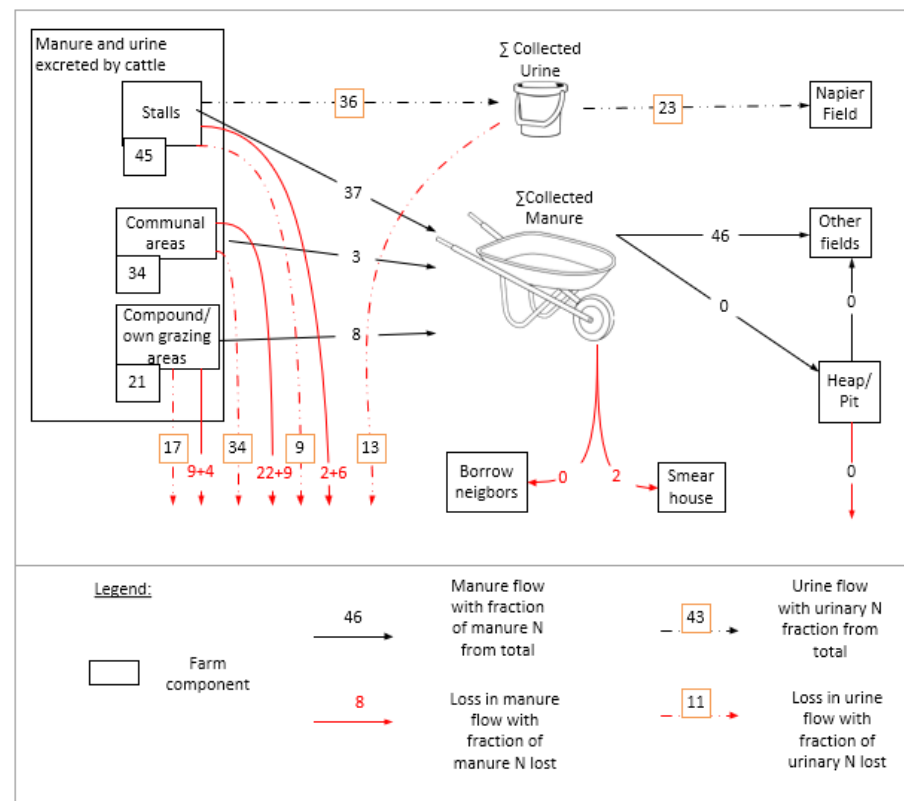 Manure and urine
excreted by cattle
Stalls
45
Communal
areas
34
Compound/
own grazing
areas
21
36
∑ Collected
Urine
23
Napier
Field
37
3
8
∑Collected
Manure
46
0
Other
fields
0
Heap/
Pit
0
17
9+4
34
22+9
9
2+6
13
Borrow
neigbors
0
2
Smear
house
Legend:
Farm
component
46
Manure flow
with fraction
of manure N
from total
43
Urine flow
with urinary N
fraction from
total
8
Loss in manure
flow with
fraction of
manure N lost
11
Loss in urine
flow with
fraction of
urinary N lost